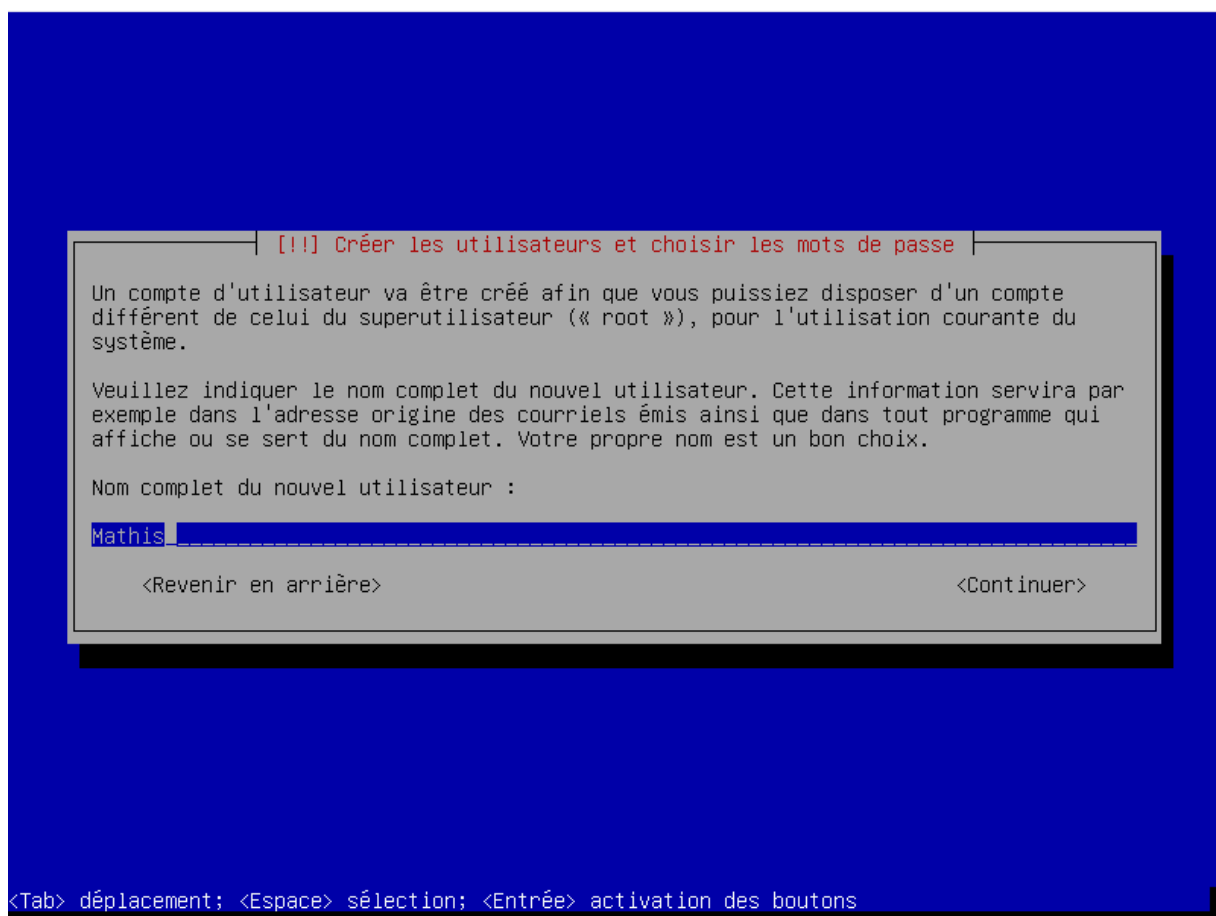 [!!] Créer les utilisateurs et choisir les mots de passe
Un compte d'utilisateur va être créé afin que vous puissiez disposer d'un compte
différent de celui du superutilisateur (« root »), pour l'utilisation courante du
système.
Veuillez indiquer le nom complet du nouvel utilisateur. Cette information servira par
exemple dans l'adresse origine des courriels émis ainsi que dans tout programme qui
affiche ou se sert du nom complet. Votre propre nom est un bon choix.
Nom complet du nouvel utilisateur :
Mathis
<Revenir en arrière> <Continuer>
<Tab> déplacement; <Espace> sélection; <Entrée> activation des boutons